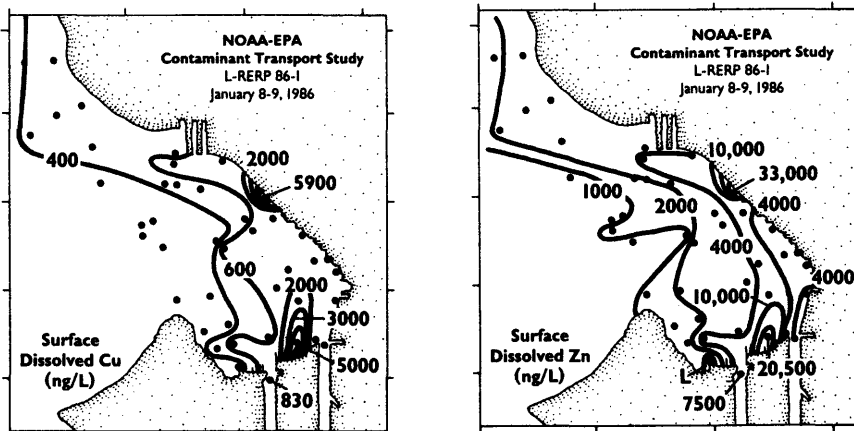 NOAA-EPA
Contaminant Transport Study
L-RERP 86-1
January 8-9, 1986
400
2000
5900
600
2000
3000
5000
830
Surface
Dissolved Cu
(ng/L)
NOAA-EPA
Contaminant Transport Study
L-RERP 86-1
January 8-9, 1986
10,000
33,000
1000
2000
4000
4000
4000
10,000
L
20,500
7500
Surface
Dissolved Zn
(ng/L)